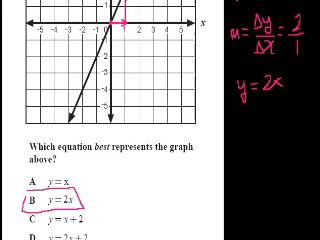 1
x
-5 -4 -3 -2 -1 0 1 2 3 4 5
-1
-2
-3
-4
-5
m = Δy/Δx = 2/1
y = 2x
Which equation best represents the graph
above?
A y = x
B y = 2x
C y = x + 2
D y = 2x + 2